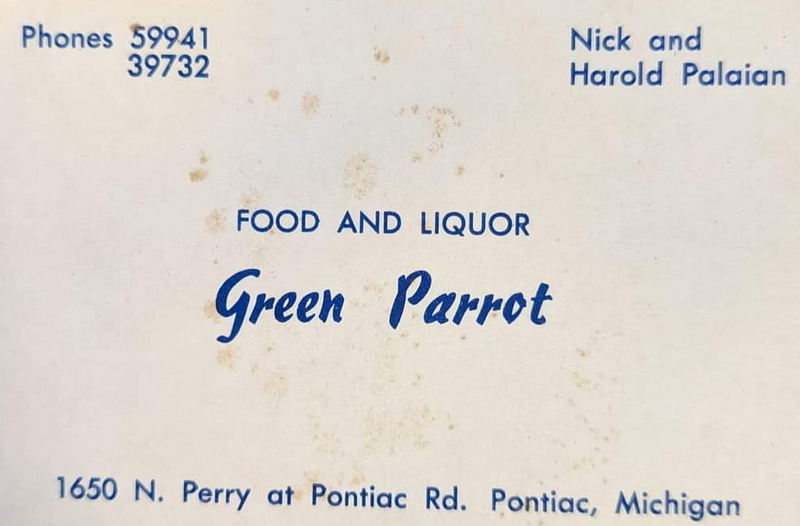 Phones 59941
39732
Nick and
Harold Palaian
FOOD AND LIQUOR
Green Parrot
1650 N. Perry at Pontiac Rd. Pontiac, Michigan